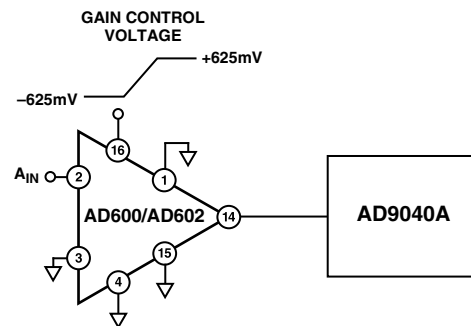 GAIN CONTROL
VOLTAGE
+625mV
–625mV
16
AIN
2
1
AD600/AD602
14
AD9040A
3
15
4